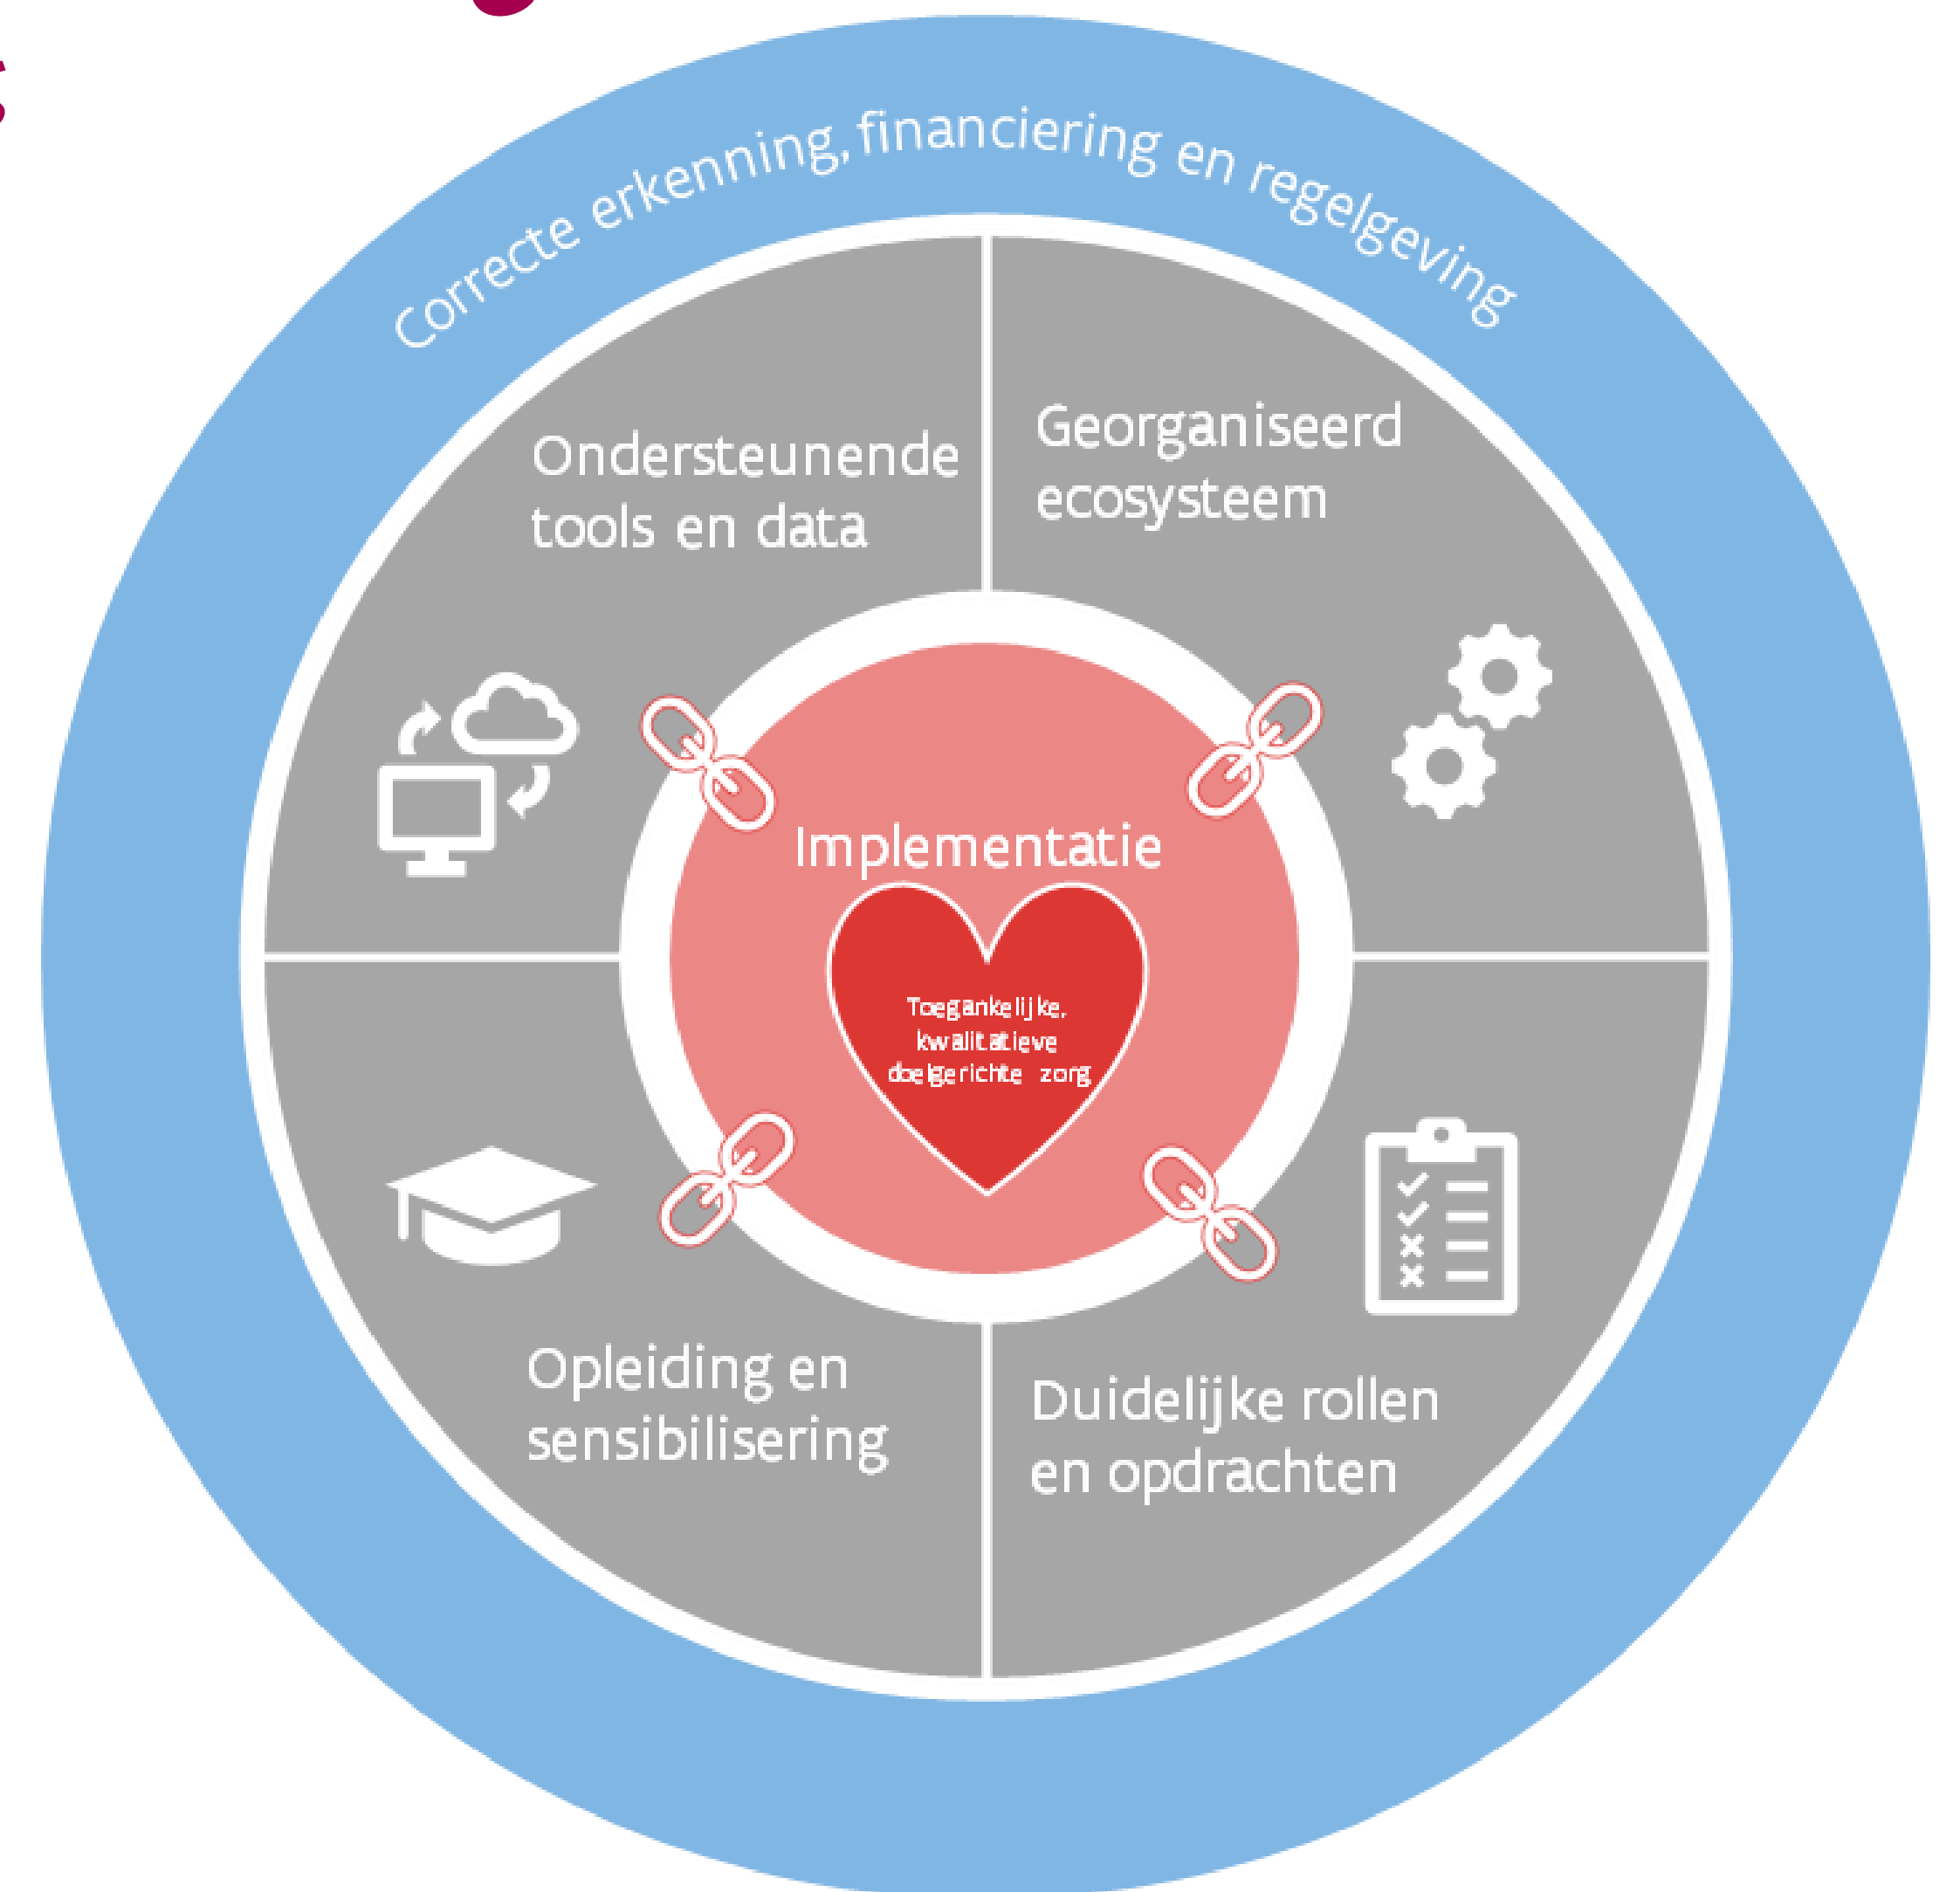 Correcte erkenning, financiering en regelgeving
Ondersteunende
tools en data
Georganiseerd
ecosysteem
Implementatie
Toegankelijke,
kwalitatieve
doelgerichte zorg
Opleiding en
sensibilisering
Duidelijke rollen
en opdrachten